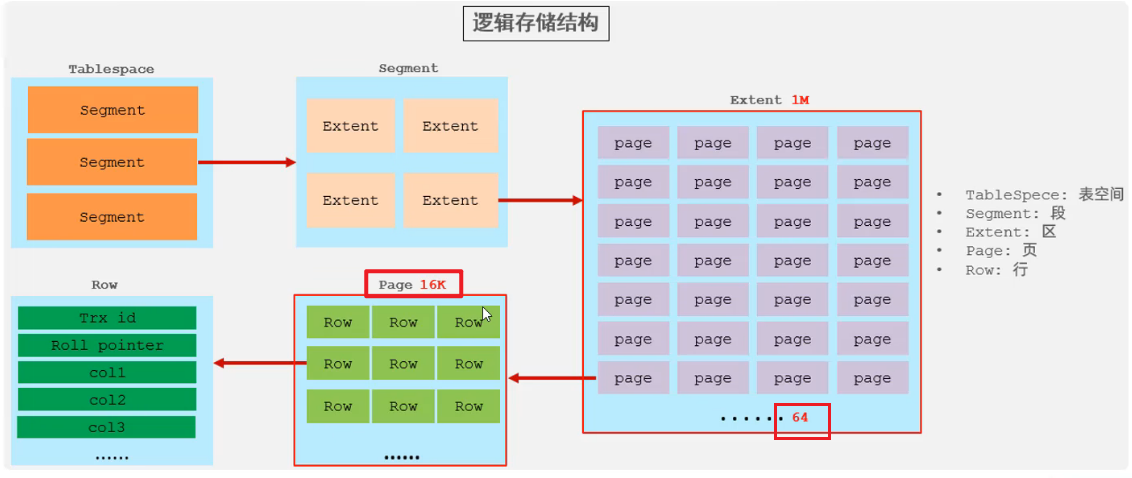 逻辑存储结构
Tablespace
Segment
Segment
Segment
Segment
Extent Extent
Extent Extent
Extent 1M
page page page page
page page page page
page page page page
page page page page
page page page page
page page page page
page page page page
...... 64
• TableSpece: 表空间
• Segment: 段
• Extent: 区
• Page: 页
• Row: 行
Row
Trx id
Roll pointer
col1
col2
col3
......
Page 16K
Row Row Row
Row Row Row
Row Row Row
......